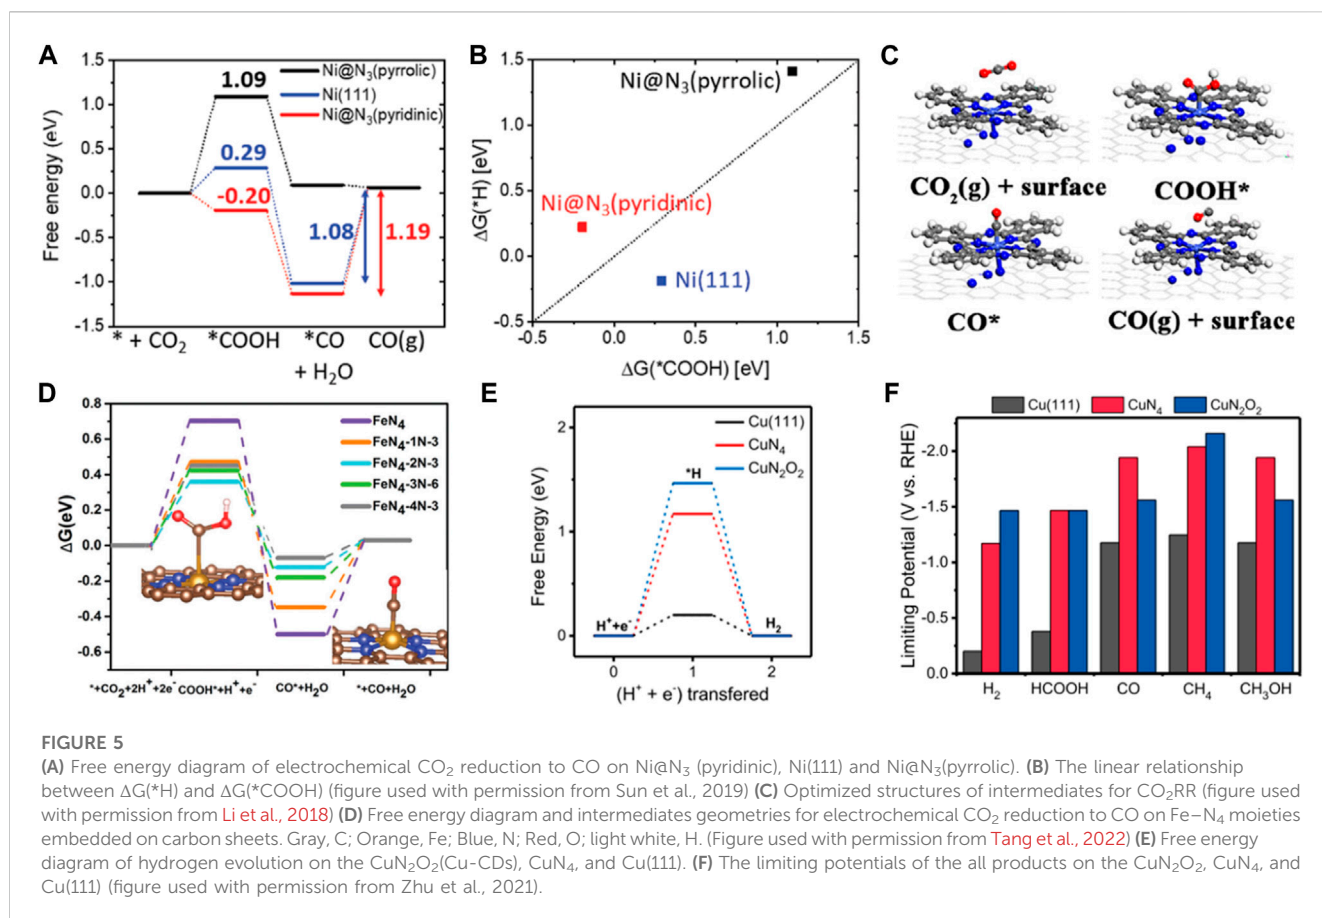 A
1.5
1.0
0.5
0.0
-0.5
-1.0
-1.5
Free energy (eV)
Ni@N3(pyrrolic)
Ni(111)
Ni@N3(pyridinic)
1.09
0.29
-0.20
1.08
1.19
* + CO2 *COOH *CO CO(g)
+ H2O
B
1.5
1.0
0.5
0.0
-0.5
ΔG(*H) [eV]
Ni@N3(pyrrolic)
Ni@N3(pyridinic)
Ni(111)
-0.5 0.0 0.5 1.0 1.5
ΔG(*COOH) [eV]
C
CO2(g) + surface
COOH*
CO*
CO(g) + surface
D
0.8
0.6
0.4
0.2
0.0
-0.2
-0.4
-0.6
ΔG(eV)
FeN4
FeN4-1N-3
FeN4-2N-3
FeN4-3N-6
FeN4-4N-3
*+CO2+2H++2e- COOH*+H++e- CO*+H2O *+CO+H2O
E
2
1
0
Free Energy (eV)
Cu(111)
CuN4
CuN2O2
*H
H++e-
H2
0 1 2
(H+ + e-) transfered
F
Cu(111) CuN4 CuN2O2
-2.0
-1.5
-1.0
-0.5
0.0
Limiting Potential (V vs. RHE)
H2 HCOOH CO CH4 CH3OH
FIGURE 5
(A) Free energy diagram of electrochemical CO2 reduction to CO on Ni@N3 (pyridinic), Ni(111) and Ni@N3(pyrrolic). (B) The linear relationship
between ΔG(*H) and ΔG(*COOH) (figure used with permission from Sun et al., 2019) (C) Optimized structures of intermediates for CO2RR (figure used
with permission from Li et al., 2018) (D) Free energy diagram and intermediates geometries for electrochemical CO2 reduction to CO on Fe–N4 moieties
embedded on carbon sheets. Gray, C; Orange, Fe; Blue, N; Red, O; light white, H. (Figure used with permission from Tang et al., 2022) (E) Free energy
diagram of hydrogen evolution on the CuN2O2(Cu-CDs), CuN4, and Cu(111). (F) The limiting potentials of the all products on the CuN2O2, CuN4, and
Cu(111) (figure used with permission from Zhu et al., 2021).